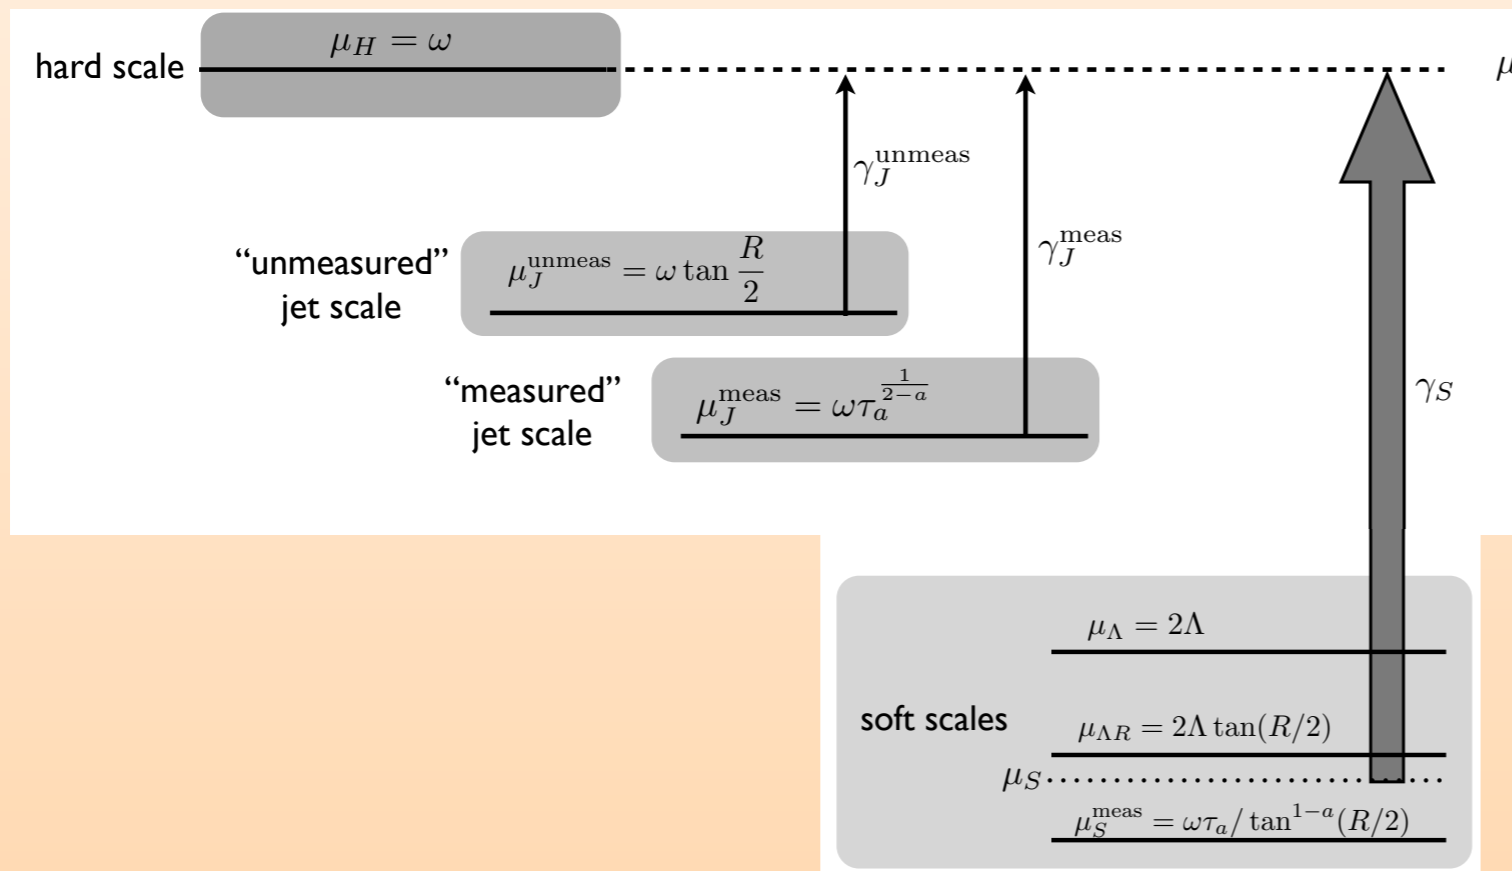 μ_H = ω
hard scale
μ
γ_J^unmeas
“unmeasured”
jet scale
μ_J^unmeas = ω tan R/2
γ_J^meas
“measured”
jet scale
μ_J^meas = ωτ_a^{1/(2−a)}
γ_S
μ_Λ = 2Λ
soft scales
μ_ΛR = 2Λ tan(R/2)
μ_S
μ_S^meas = ωτ_a/ tan^{1−a}(R/2)